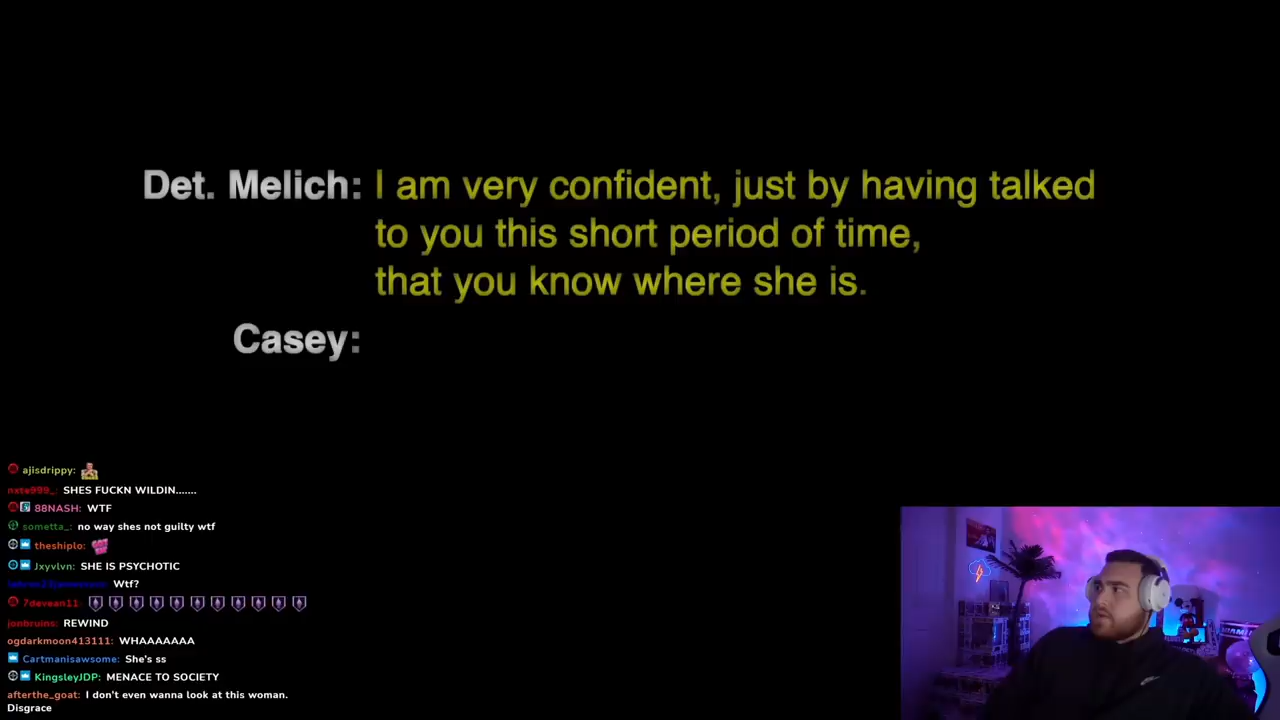 Det. Melich: I am very confident, just by having talked
to you this short period of time,
that you know where she is.
Casey:
ajisdrippy:
nxte999_: SHES FUCKN WILDIN.......
88NASH: WTF
sometta_: no way shes not guilty wtf
theshiplo:
Jxyvlvn: SHE IS PSYCHOTIC
Wtf?
7devean11:
jonbruins: REWIND
ogdarkmoon413111: WHAAAAAAA
Cartmanisawsome: She's ss
KingsleyJDP: MENACE TO SOCIETY
afterthe_goat: I don't even wanna look at this woman.
Disgrace